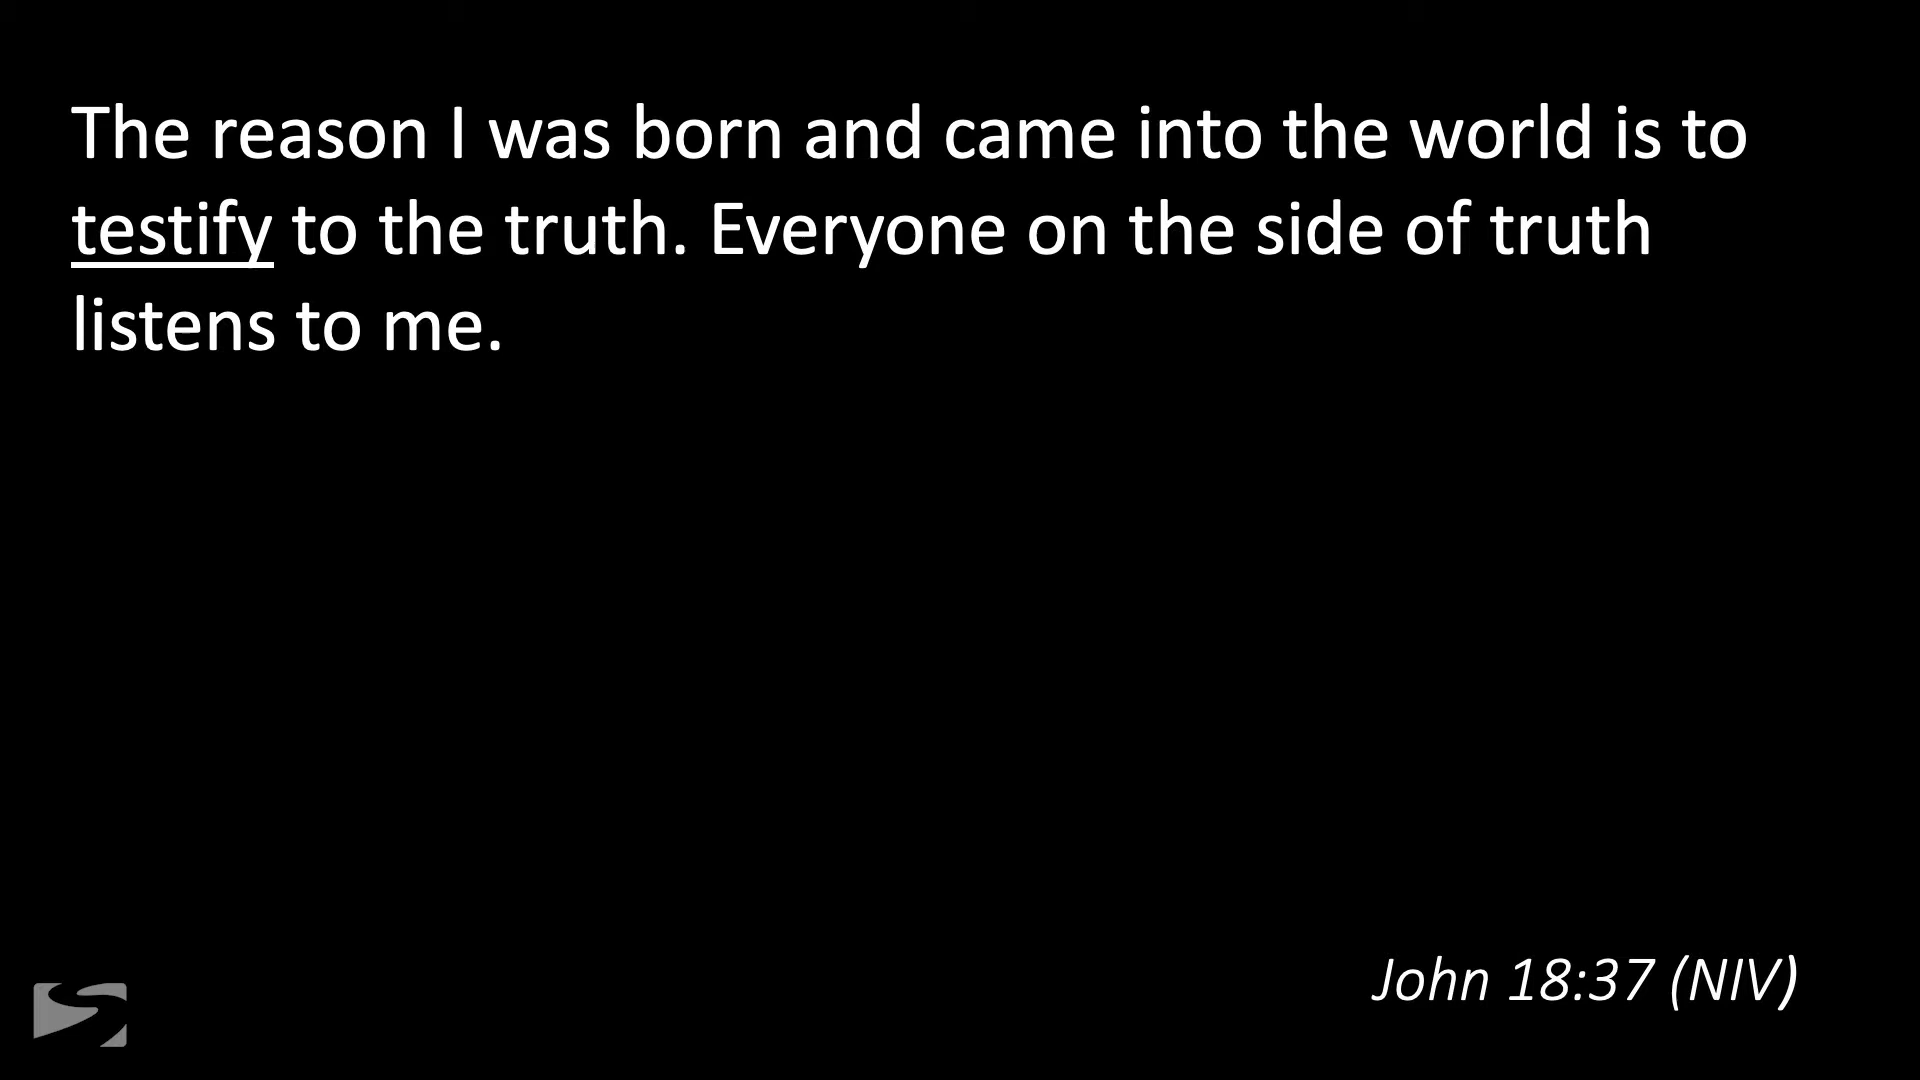 The reason I was born and came into the world is to
testify to the truth. Everyone on the side of truth
listens to me.
John 18:37 (NIV)